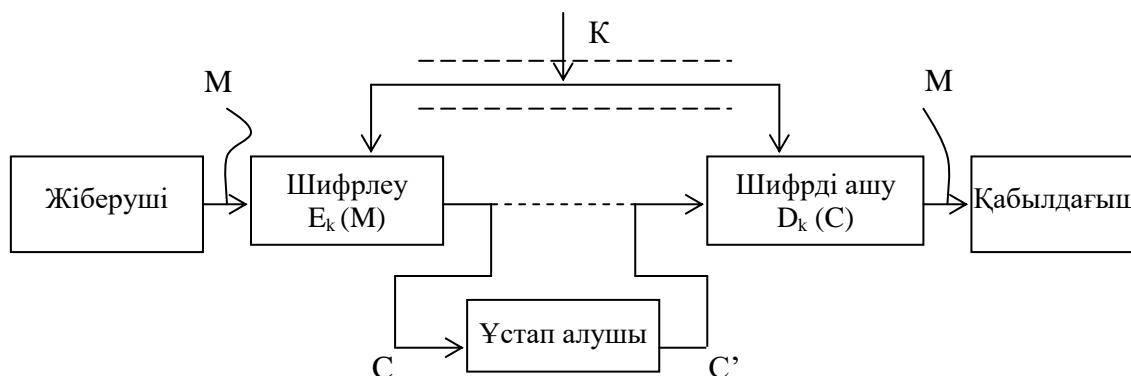 К
М
М
Жіберуші
Шифрлеу
Ek (M)
Шифрді ашу
Dk (C)
Қабылдағыш
Ұстап алушы
С
С’